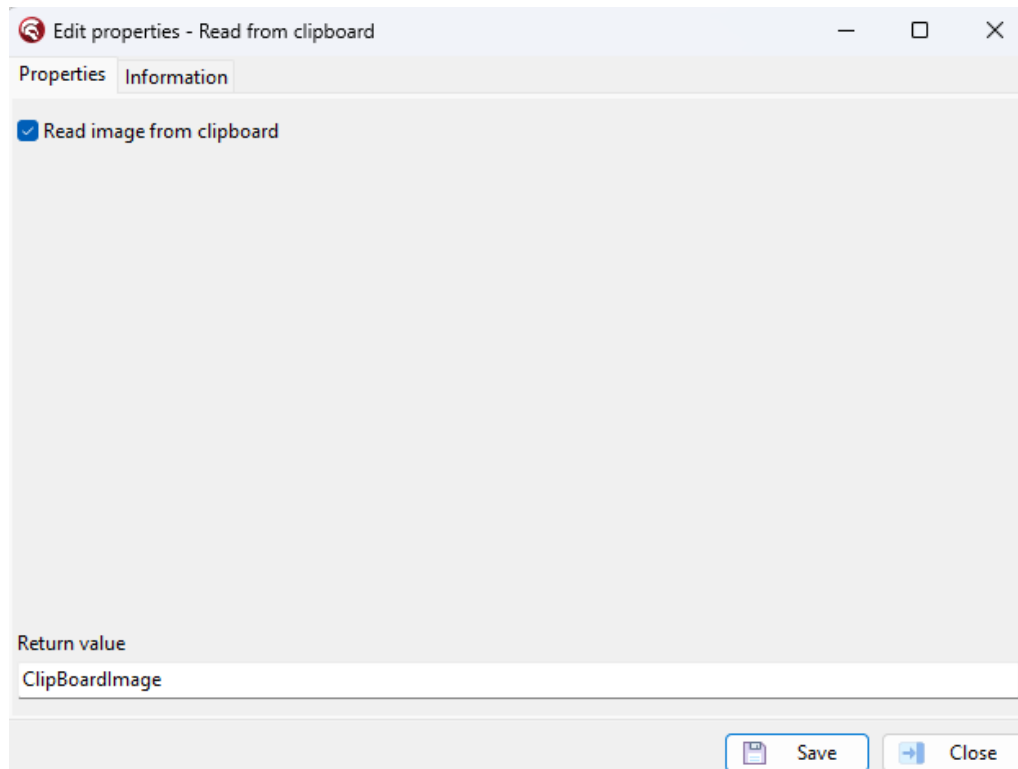 Edit properties - Read from clipboard
Properties Information
Read image from clipboard
Return value
ClipBoardImage
Save Close